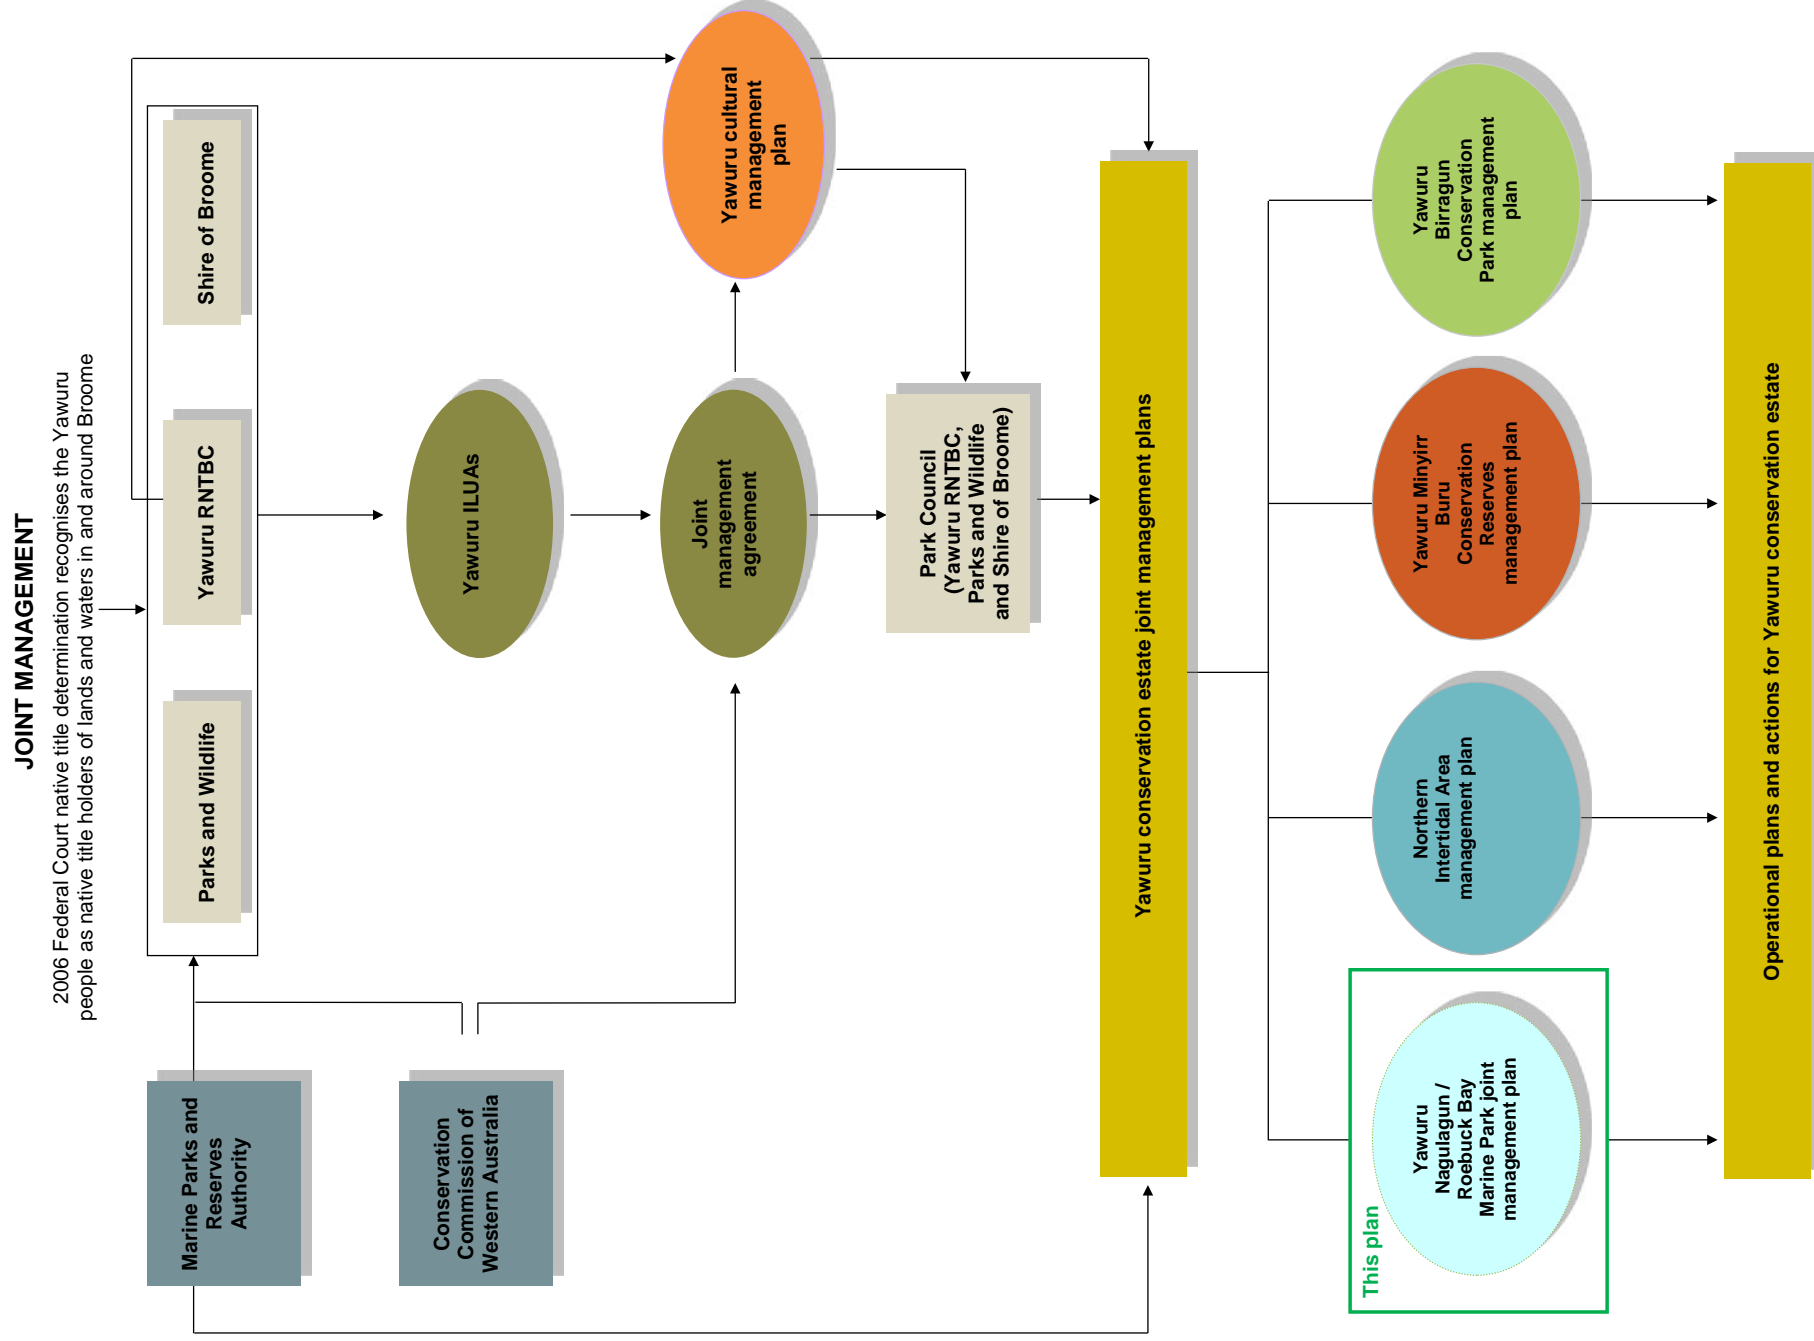 JOINT MANAGEMENT
2006 Federal Court native title determination recognises the Yawuru
people as native title holders of lands and waters in and around Broome
Marine Parks and
Reserves
Authority
Parks and Wildlife
Yawuru RNTBC
Shire of Broome
Conservation
Commission of
Western Australia
Yawuru ILUAs
Joint
management
agreement
Yawuru cultural
management
plan
Park Council
(Yawuru RNTBC,
Parks and Wildlife
and Shire of Broome)
Yawuru conservation estate joint management plans
This plan
Yawuru
Nagulagun /
Roebuck Bay
Marine Park joint
management plan
Northern
Intertidal Area
management plan
Yawuru Minyirr
Buru
Conservation
Reserves
management plan
Yawuru
Birragun
Conservation
Park management
plan
Operational plans and actions for Yawuru conservation estate